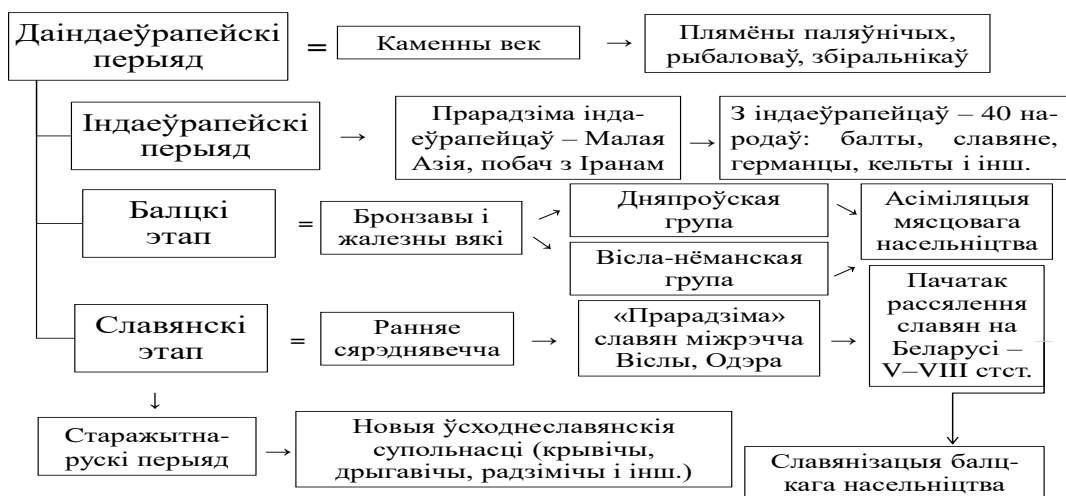 Даіндаеўрапейскі
перыяд
=
Каменны век
→
Плямёны паляўнічых,
рыбаловаў, збіральнікаў
Індаеўрапейскі
перыяд
→
Прарадзіма інда-
еўрапейцаў – Малая
Азія, побач з Іранам
→
З індаеўрапейцаў – 40 на-
родаў: балты, славяне,
германцы, кельты і інш.
Балцкі
этап
=
Бронзавы і
жалезны вякі
Дняпроўская
група
Вісла-нёманская
група
Асіміляцыя
мясцовага
насельніцтва
Славянскі
этап
=
Ранняе
сярэднявечча
→
«Прарадзіма»
славян міжрэчча
Віслы, Одэра
→
Пачатак
рассялення
славян на
Беларусі –
V–VIII стст.
↓
Старажытна-
рускі перыяд
→
Новыя ўсходнеславянскія
супольнасці (крывічы,
дрыгавічы, радзімічы і інш.)
Славянізацыя балц-
кага насельніцтва